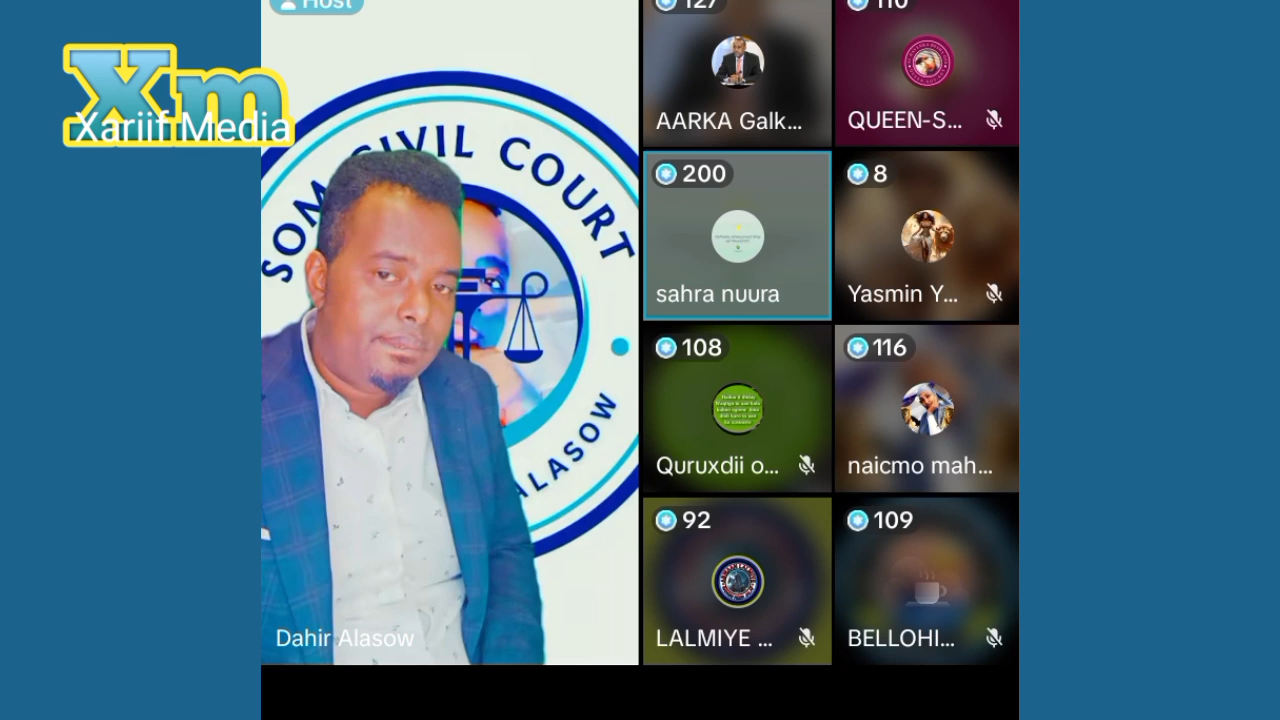 Host
Xm
Xariif Media
SOM CIVIL COURT
ALASOW
Dahir Alasow
127
AARKA Galk...
110
QUEEN-S...
200
sahra nuura
8
Yasmin Y...
108
Quruxdii o...
116
naicmo mah...
92
LALMIYE ...
109
BELLOHI...